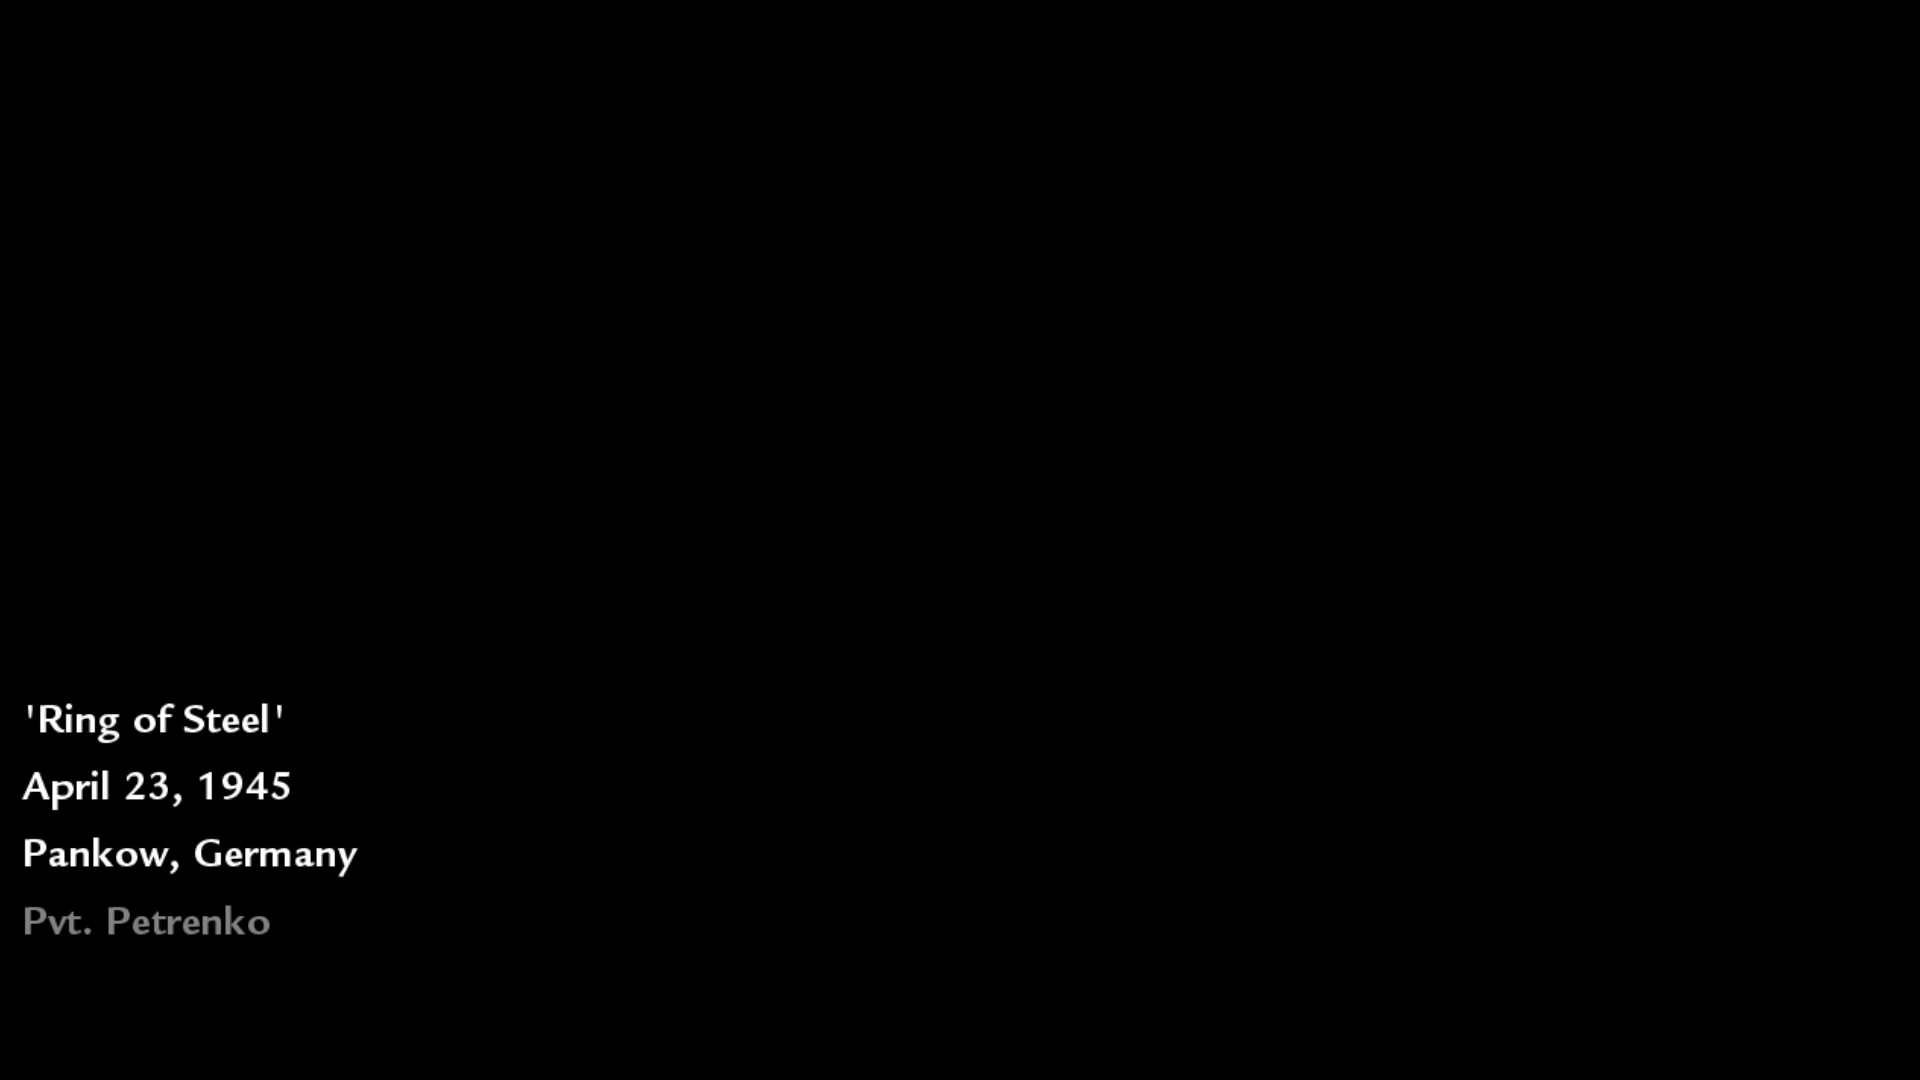 'Ring of Steel'
April 23, 1945
Pankow, Germany
Pvt. Petrenko